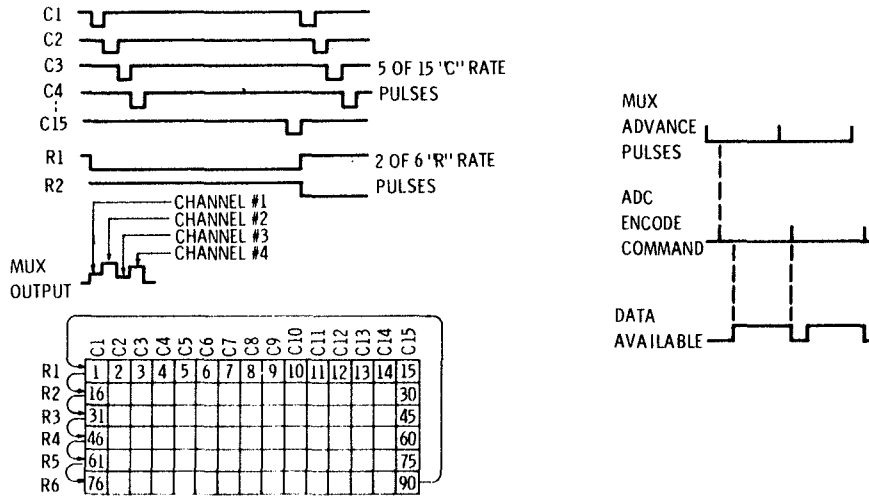 C1
C2
C3
C4
C15
5 OF 15 "C" RATE
PULSES
R1
R2
2 OF 6 "R" RATE
PULSES
CHANNEL #1
CHANNEL #2
CHANNEL #3
CHANNEL #4
MUX
OUTPUT
C1 C2 C3 C4 C5 C6 C7 C8 C9 C10 C11 C12 C13 C14 C15
R1 1 2 3 4 5 6 7 8 9 10 11 12 13 14 15
R2 16 30
R3 31 45
R4 46 60
R5 61 75
R6 76 90
MUX
ADVANCE
PULSES
ADC
ENCODE
COMMAND
DATA
AVAILABLE